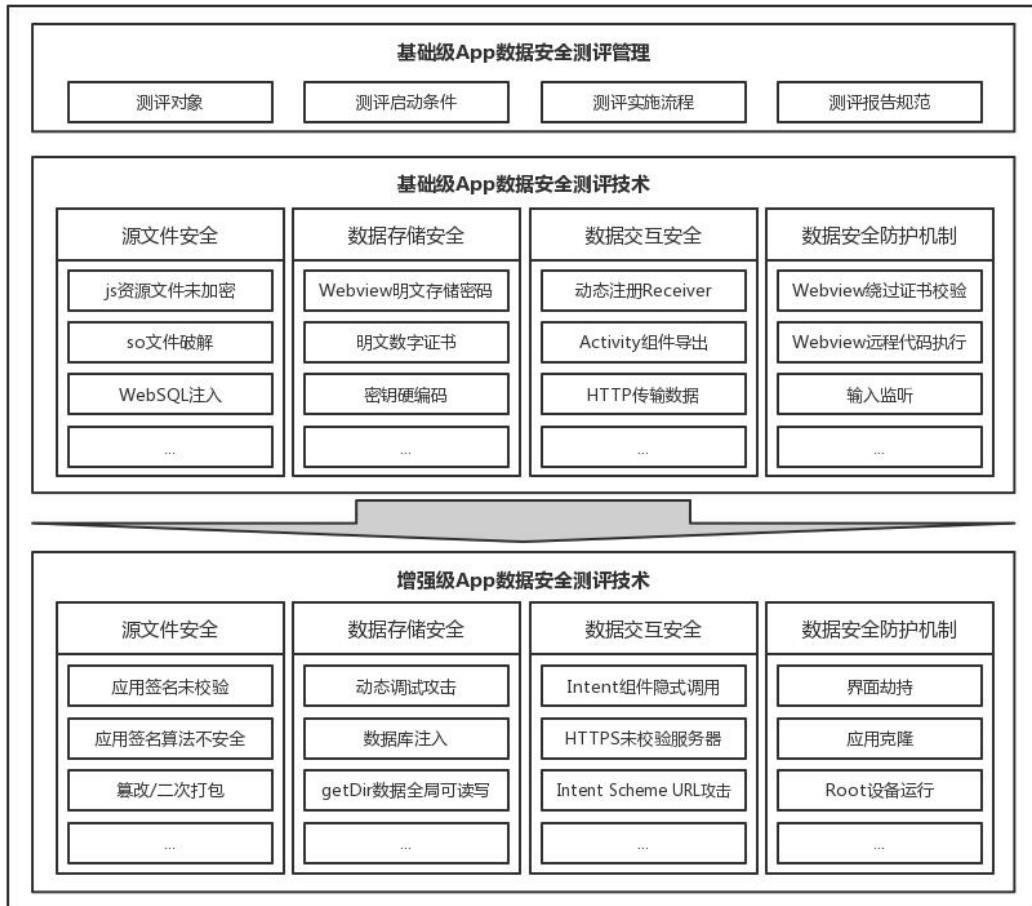 基础级App数据安全测评管理
测评对象
测评启动条件
测评实施流程
测评报告规范
基础级App数据安全测评技术
源文件安全
数据存储安全
数据交互安全
数据安全防护机制
js资源文件未加密
Webview明文存储密码
动态注册Receiver
Webview绕过证书校验
so文件破解
明文数字证书
Activity组件导出
Webview远程代码执行
WebSQL注入
密钥硬编码
HTTP传输数据
输入监听
...
...
...
...
增强级App数据安全测评技术
源文件安全
数据存储安全
数据交互安全
数据安全防护机制
应用签名未校验
动态调试攻击
Intent组件隐式调用
界面劫持
应用签名算法不安全
数据库注入
HTTPS未校验服务器
应用克隆
篡改/二次打包
getDir数据全局可读写
Intent Scheme URL攻击
Root设备运行
...
...
...
...